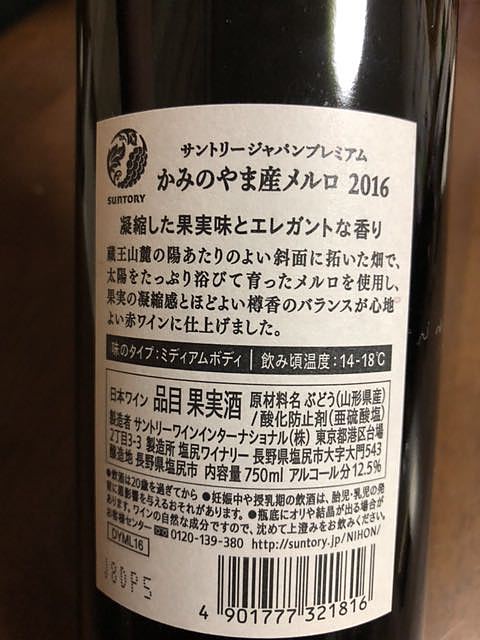 SUNTORY
サントリージャパンプレミアム
かみのやま産メルロ 2016
凝縮した果実味とエレガントな香り
蔵王山麓の陽あたりのよい斜面に拓いた畑で、
太陽をたっぷり浴びて育ったメルロを使用し、
果実の凝縮感とほどよい樽香のバランスが心地
よい赤ワインに仕上げました。
味のタイプ:ミディアムボディ | 飲み頃温度:14-18℃
日本ワイン 品目 果実酒 原材料名 ぶどう(山形県産)
/酸化防止剤(亜硫酸塩)
製造者 サントリーワインインターナショナル(株) 東京都港区台場
2丁目3-3 製造所 塩尻ワイナリー 長野県塩尻市大字大門543
醸造地 長野県塩尻市 内容量 750ml アルコール分 12.5%
●飲酒は20歳を過ぎてから ●妊娠中や授乳期の飲酒は、胎児・乳児の発
育に悪影響を与えるおそれがあります。 ●瓶底にオリや結晶が出る場合が
あります。ワインの自然な成分ですので、沈めて上澄みをお飲みください。
お客様センター 0120-139-380 http://suntory.jp/NIHON/
DYML16
4 901777 321816